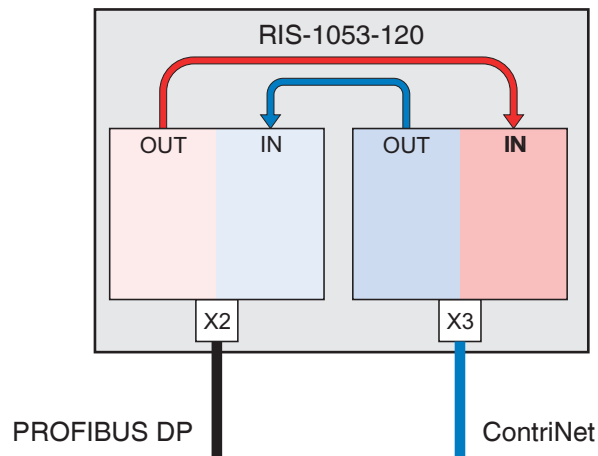 RIS-1053-120
OUT IN OUT IN
X2 X3
PROFIBUS DP ContriNet